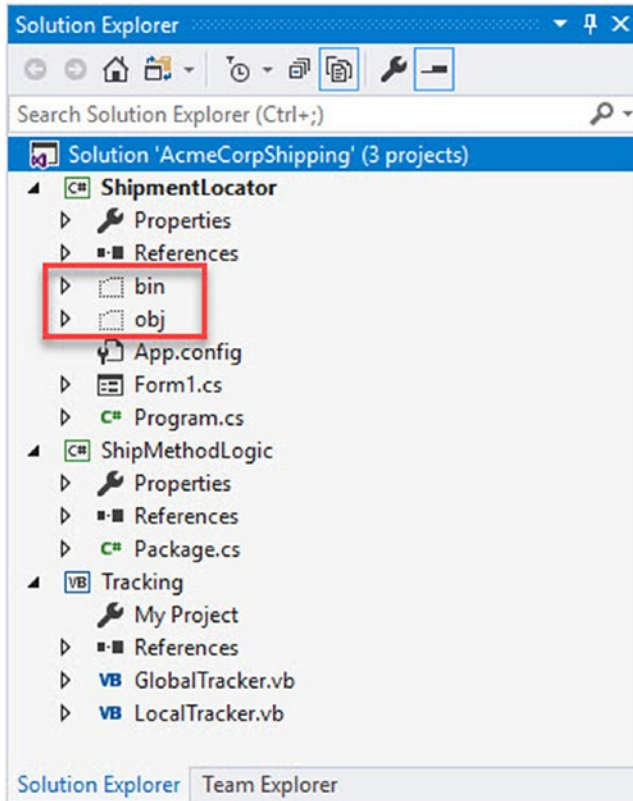 Solution Explorer
Search Solution Explorer (Ctrl+;)
Solution 'AcmeCorpShipping' (3 projects)
C# ShipmentLocator
Properties
References
bin
obj
App.config
Form1.cs
C# Program.cs
C# ShipMethodLogic
Properties
References
C# Package.cs
VB Tracking
My Project
References
VB GlobalTracker.vb
VB LocalTracker.vb
Solution Explorer Team Explorer